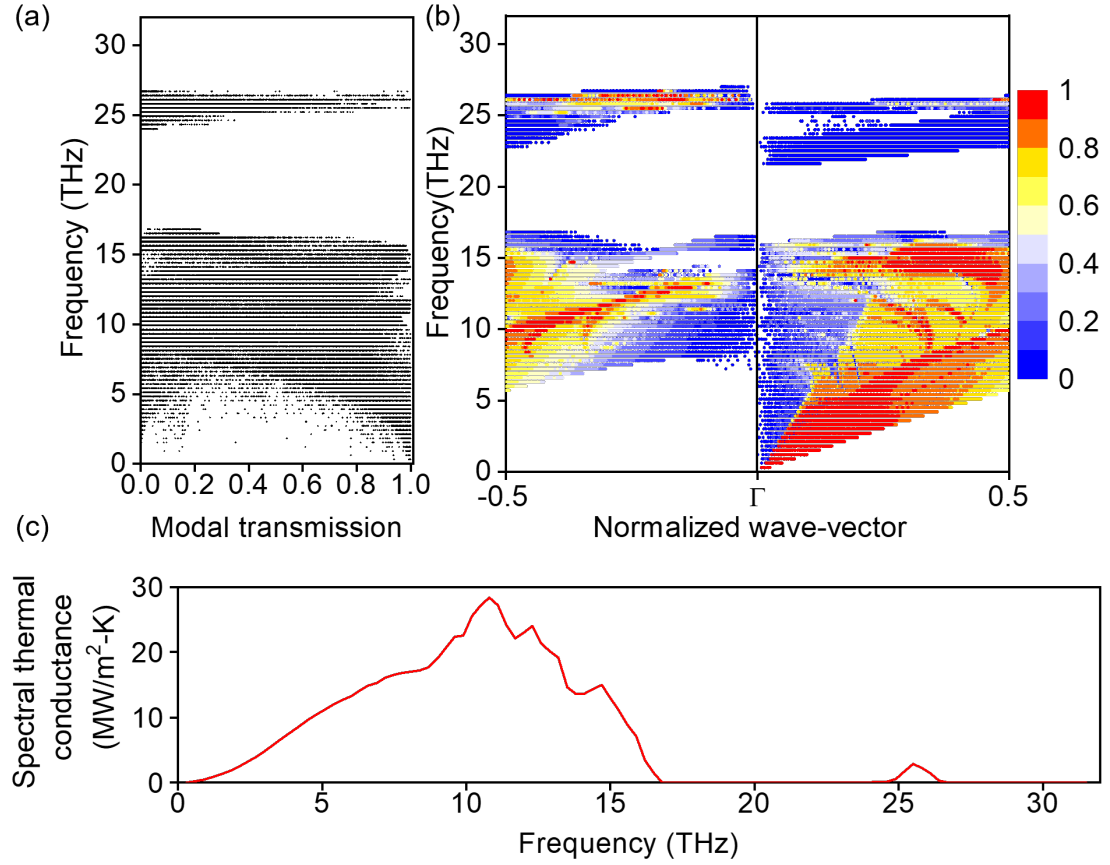 (a)
(b)
30
25
20
15
10
5
0
Frequency (THz)
0.0 0.2 0.4 0.6 0.8 1.0
Modal transmission
30
25
20
15
10
5
0
Frequency(THz)
-0.5 Γ 0.5
Normalized wave-vector
1
0.8
0.6
0.4
0.2
0
(c)
Spectral thermal
conductance
(MW/m²-K)
30
20
10
0
0 5 10 15 20 25 30
Frequency (THz)